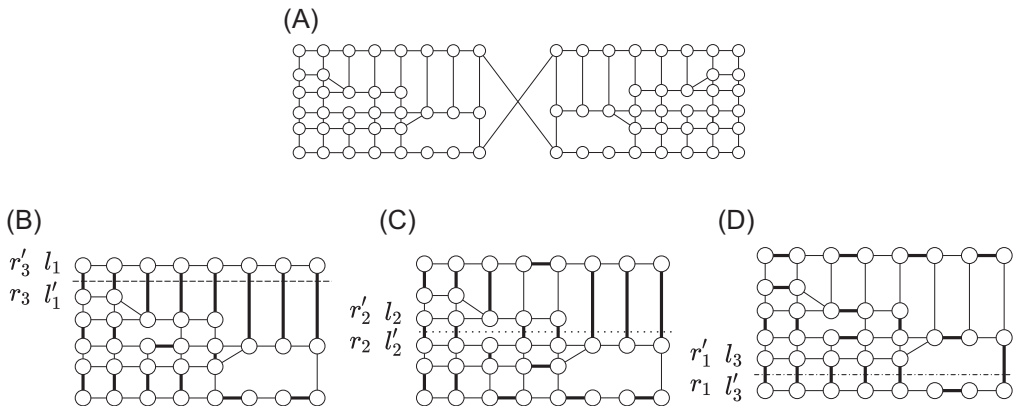 (A)
(B)
r′₃ l₁
r₃ l′₁
(C)
r′₂ l₂
r₂ l′₂
(D)
r′₁ l₃
r₁ l′₃